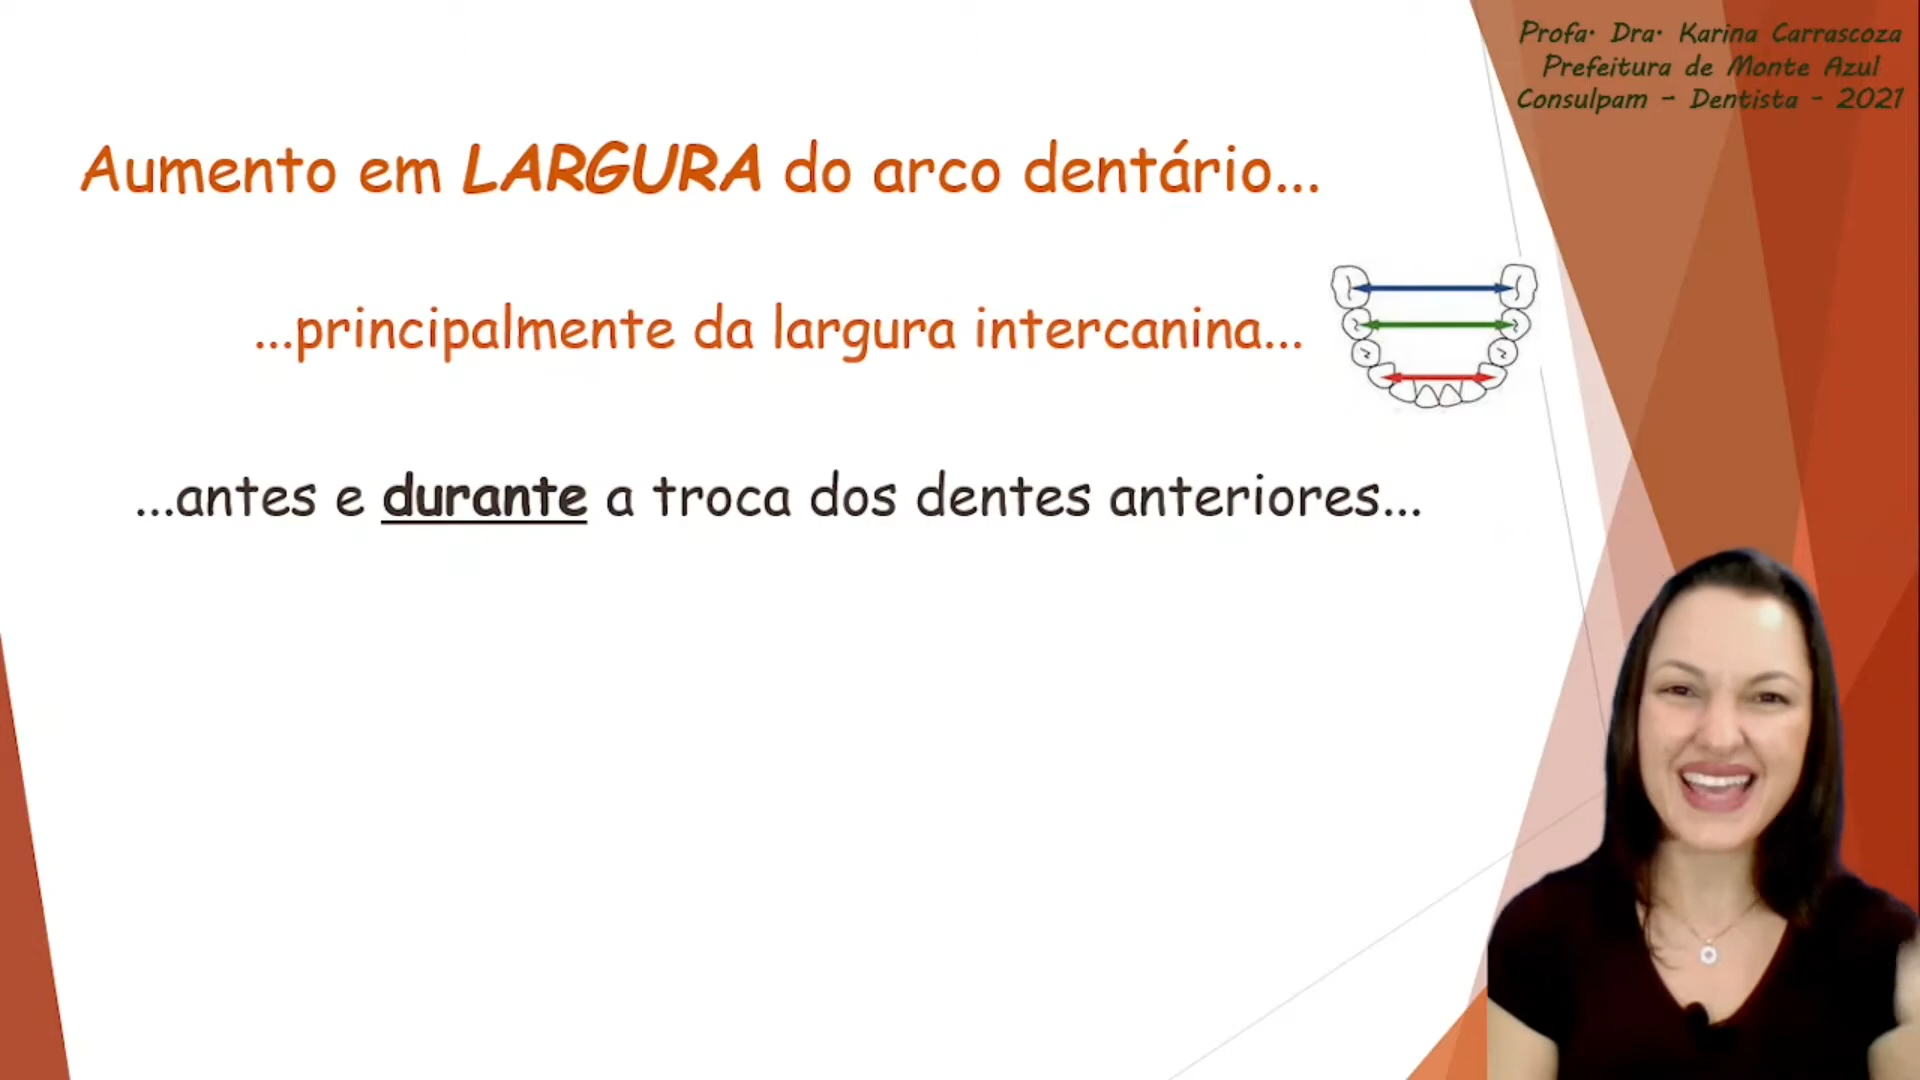 Profa. Dra. Karina Carrascoza
Prefeitura de Monte Azul
Consulpam - Dentista - 2021
Aumento em LARGURA do arco dentário...
...principalmente da largura intercanina...
...antes e durante a troca dos dentes anteriores...